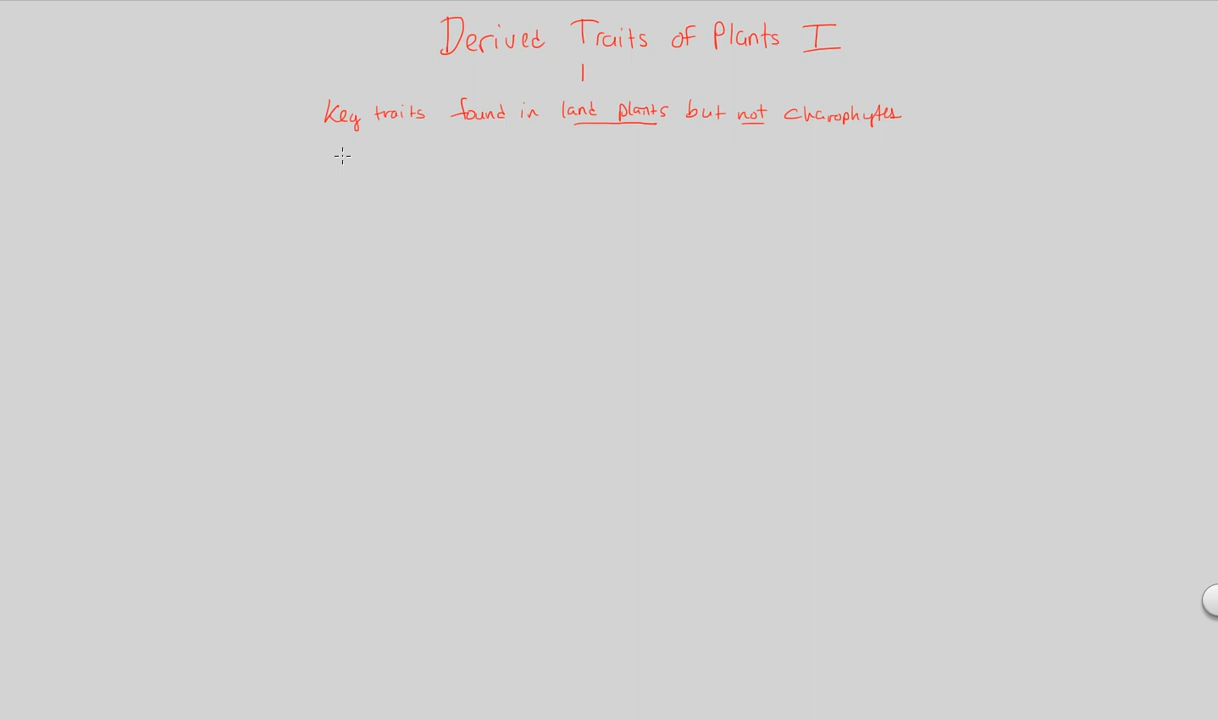 Derived Traits of Plants I
Key traits found in land plants but not charophytes